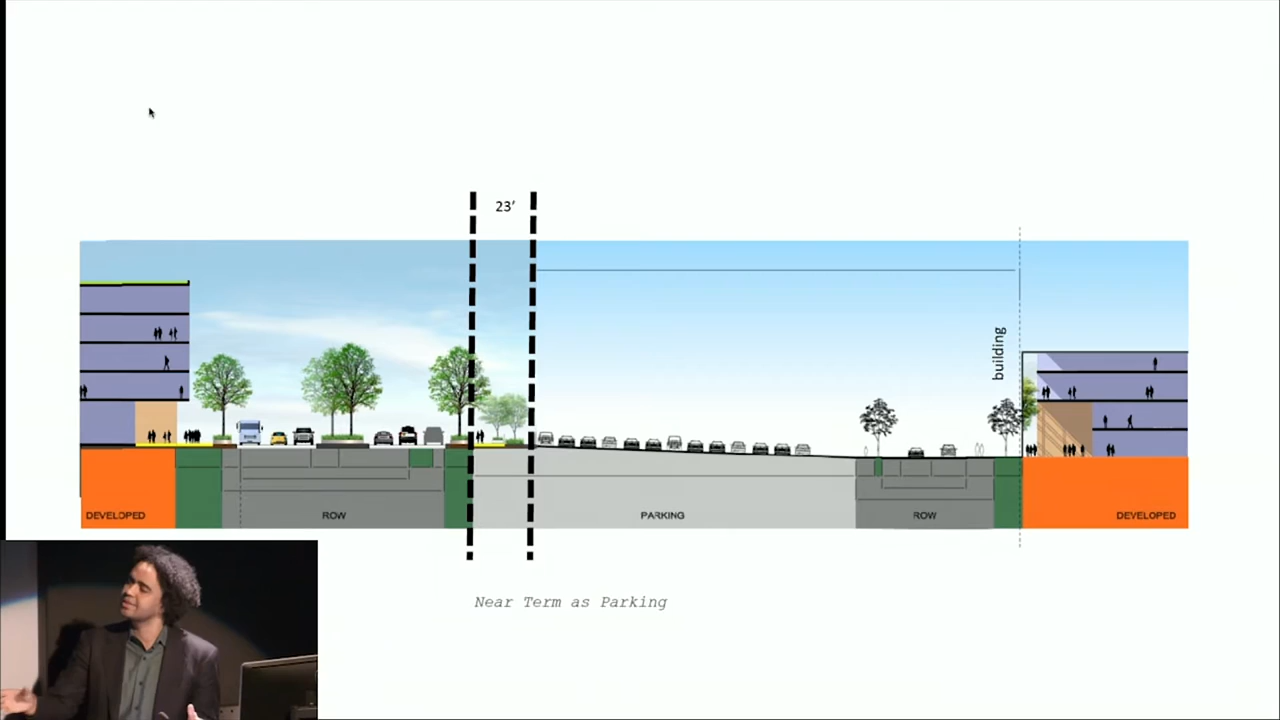 23’
building
DEVELOPED
ROW
PARKING
ROW
DEVELOPED
Near Term as Parking